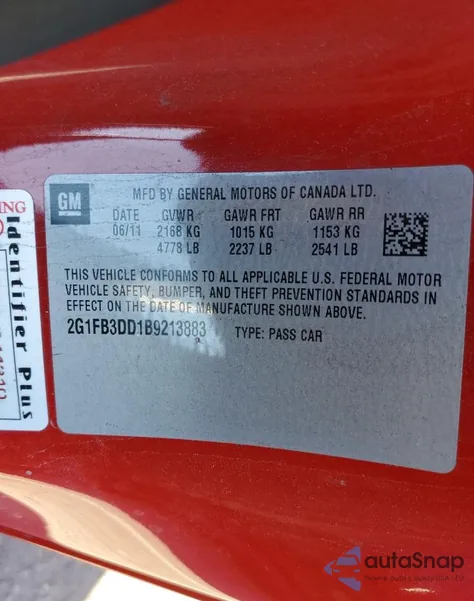 GM
MFD BY GENERAL MOTORS OF CANADA LTD.
DATE GVWR GAWR FRT GAWR RR
06/11 2168 KG 1015 KG 1153 KG
4778 LB 2237 LB 2541 LB
THIS VEHICLE CONFORMS TO ALL APPLICABLE U.S. FEDERAL MOTOR
VEHICLE SAFETY, BUMPER, AND THEFT PREVENTION STANDARDS IN
EFFECT ON THE DATE OF MANUFACTURE SHOWN ABOVE.
2G1FB3DD1B9213883 TYPE: PASS CAR
Identifier Plus
autaSnap